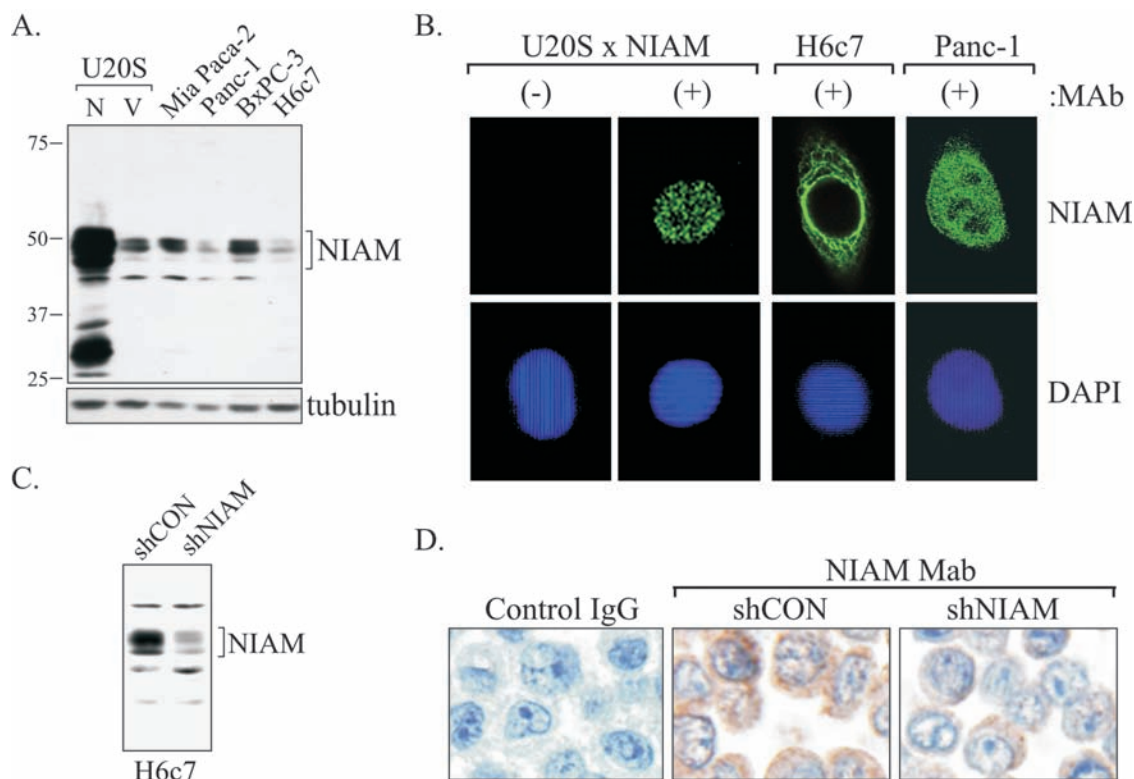 A.
U20S
N V Mia Paca-2 Panc-1 BxPC-3 H6c7
75
50
37
25
NIAM
tubulin
B.
U20S x NIAM H6c7 Panc-1
(-) (+) (+) (+) :MAb
NIAM
DAPI
C.
shCON shNIAM
NIAM
H6c7
D.
NIAM Mab
Control IgG shCON shNIAM